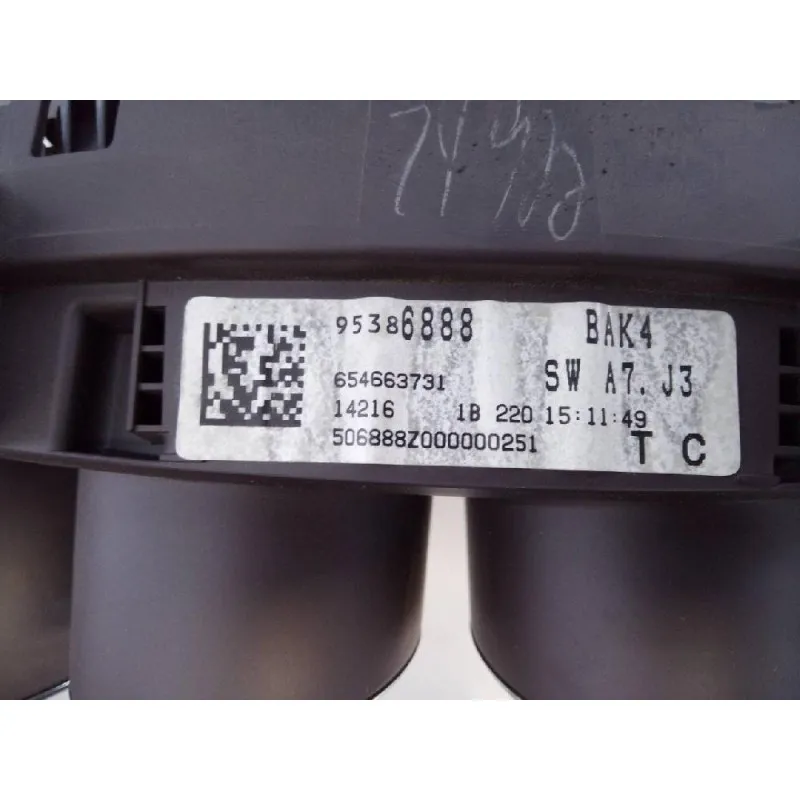 95386888 BAK4
654663731 SW A7. J3
14216 1B 220 15:11:49
506888Z000000251 T C